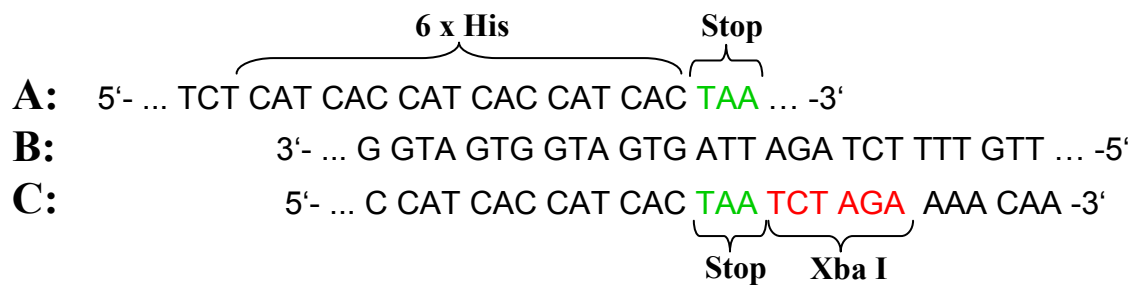 6 x His Stop
A: 5‘- ... TCT CAT CAC CAT CAC CAT CAC TAA ... -3‘
B: 3‘- ... G GTA GTG GTA GTG ATT AGA TCT TTT GTT ... -5‘
C: 5‘- ... C CAT CAC CAT CAC TAA TCT AGA AAA CAA -3‘
Stop Xba I